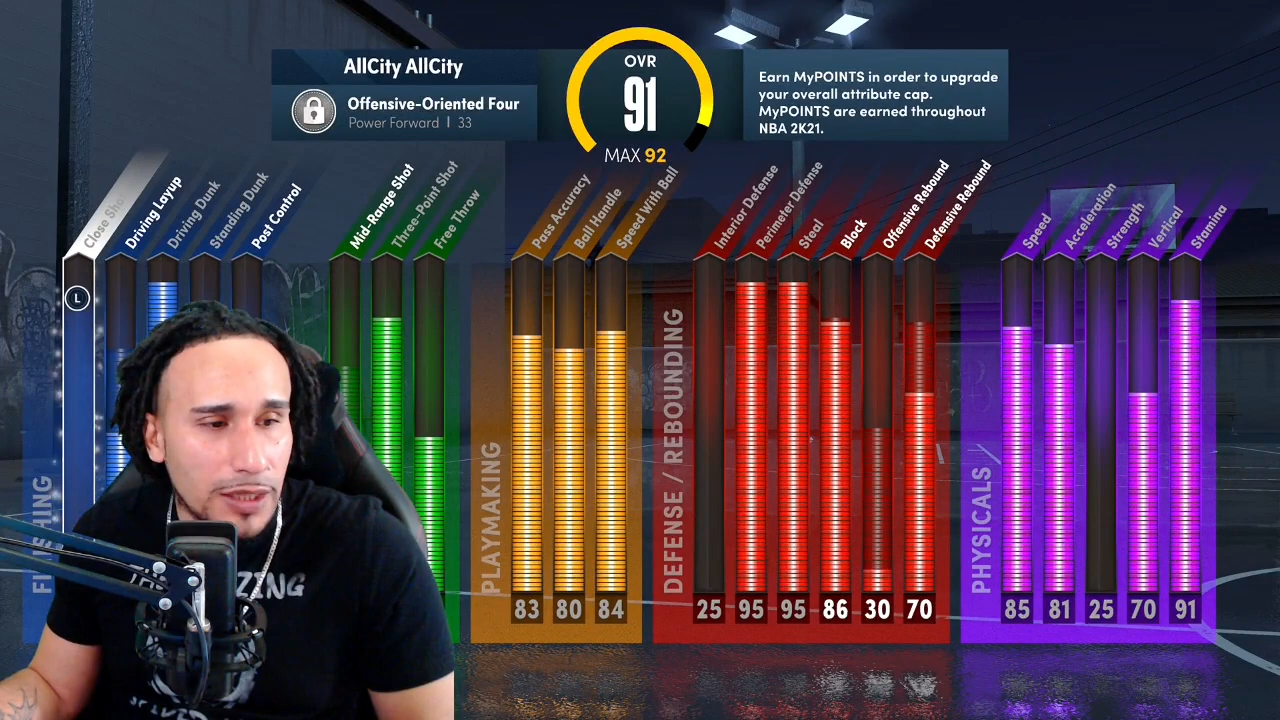 AllCity AllCity
Offensive-Oriented Four
Power Forward | 33
OVR
91
MAX 92
Earn MyPOINTS in order to upgrade
your overall attribute cap.
MyPOINTS are earned throughout
NBA 2K21.
Close Shot
Driving Layup
Driving Dunk
Standing Dunk
Post Control
Mid-Range Shot
Three-Point Shot
Free Throw
Pass Accuracy
Ball Handle
Speed With Ball
Interior Defense
Perimeter Defense
Steal
Block
Offensive Rebound
Defensive Rebound
Speed
Acceleration
Strength
Vertical
Stamina
L
PLAYMAKING
DEFENSE / REBOUNDING
PHYSICALS
83 80 84
25 95 95 86 30 70
85 81 25 70 91